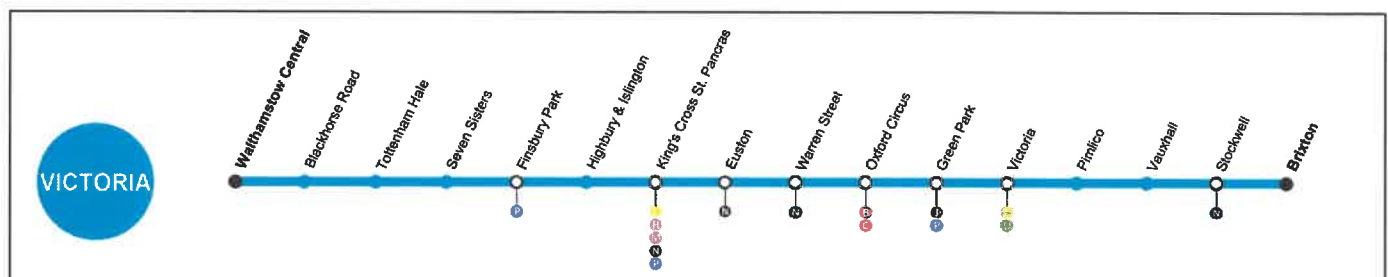 VICTORIA
Walthamstow Central
Blackhorse Road
Tottenham Hale
Seven Sisters
Finsbury Park
Highbury & Islington
King's Cross St. Pancras
Euston
Warren Street
Oxford Circus
Green Park
Victoria
Pimlico
Vauxhall
Stockwell
Brixton
P
H
N
P
N
N
B
C
J
P
N